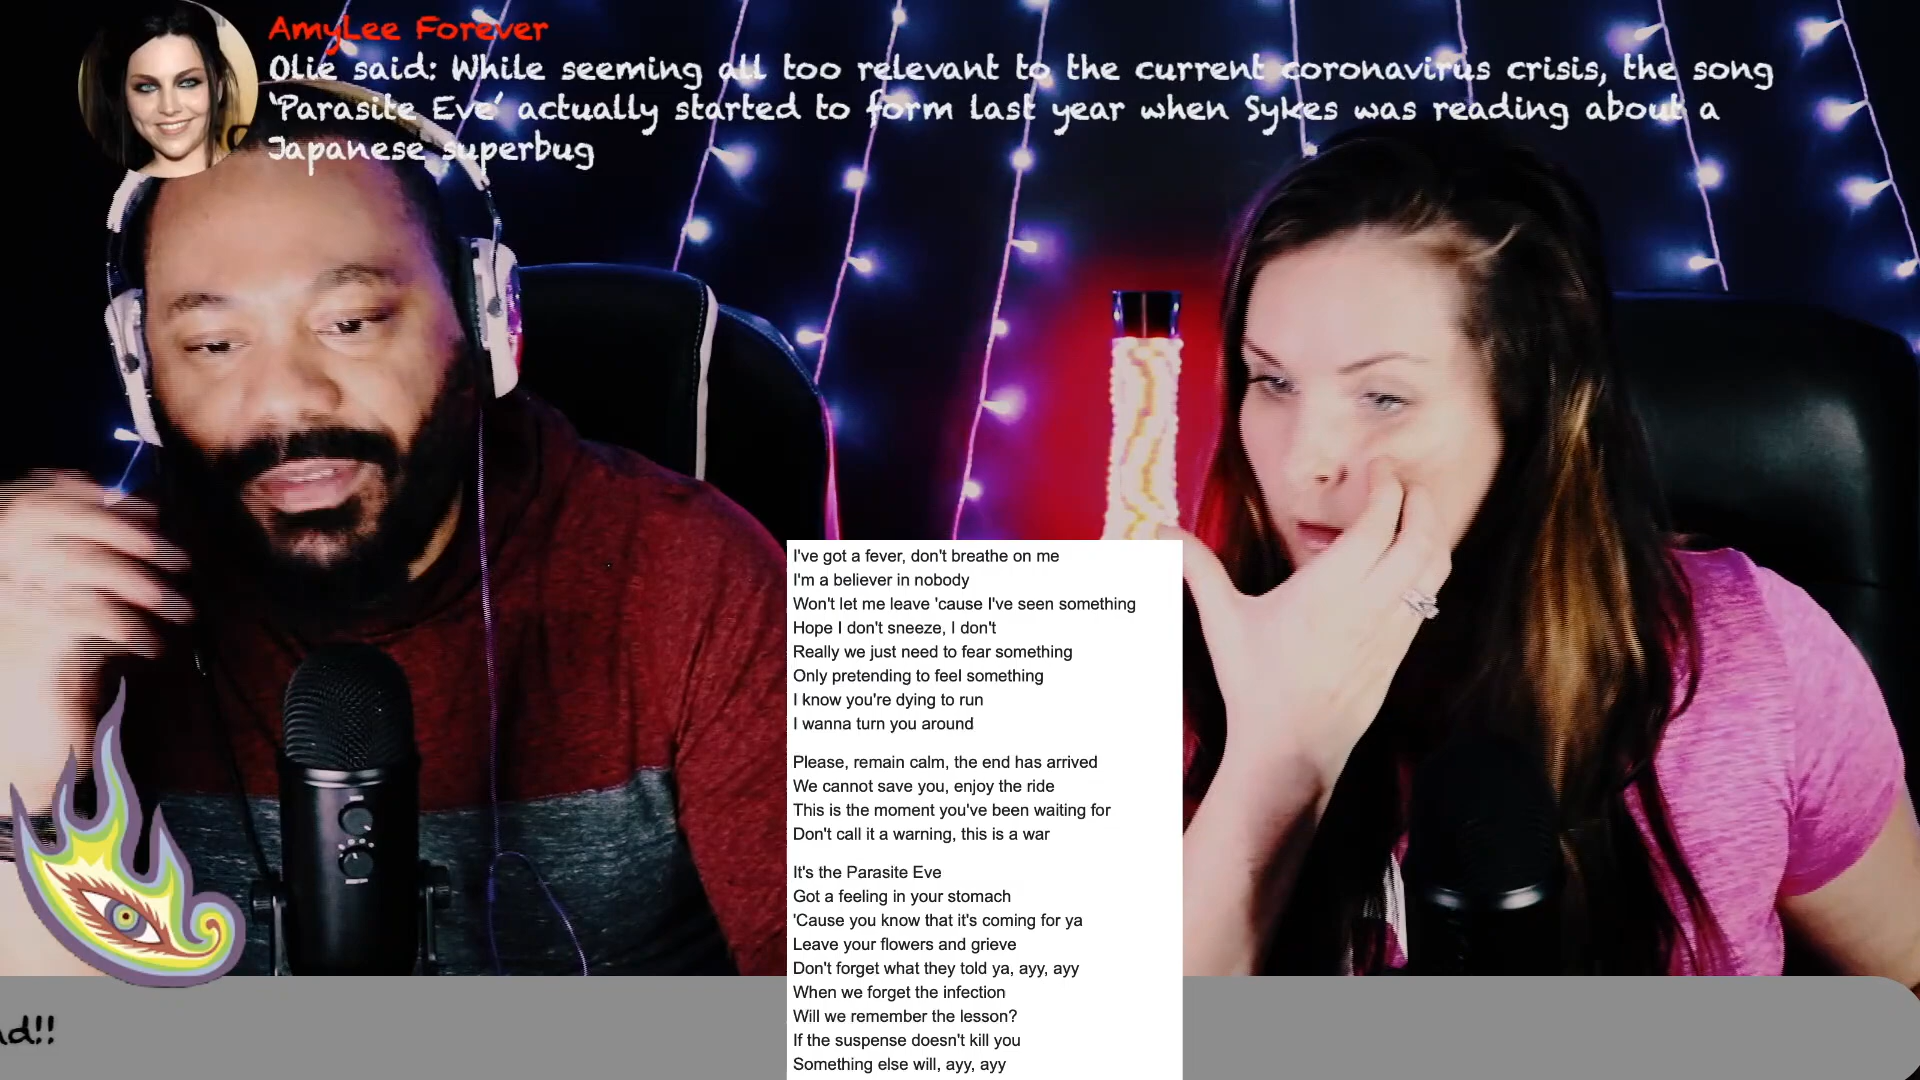 AmyLee Forever
Olie said: While seeming all too relevant to the current coronavirus crisis, the song
'Parasite Eve' actually started to form last year when Sykes was reading about a
Japanese superbug
I've got a fever, don't breathe on me
I'm a believer in nobody
Won't let me leave 'cause I've seen something
Hope I don't sneeze, I don't
Really we just need to fear something
Only pretending to feel something
I know you're dying to run
I wanna turn you around
Please, remain calm, the end has arrived
We cannot save you, enjoy the ride
This is the moment you've been waiting for
Don't call it a warning, this is a war
It's the Parasite Eve
Got a feeling in your stomach
'Cause you know that it's coming for ya
Leave your flowers and grieve
Don't forget what they told ya, ayy, ayy
When we forget the infection
Will we remember the lesson?
If the suspense doesn't kill you
Something else will, ayy, ayy